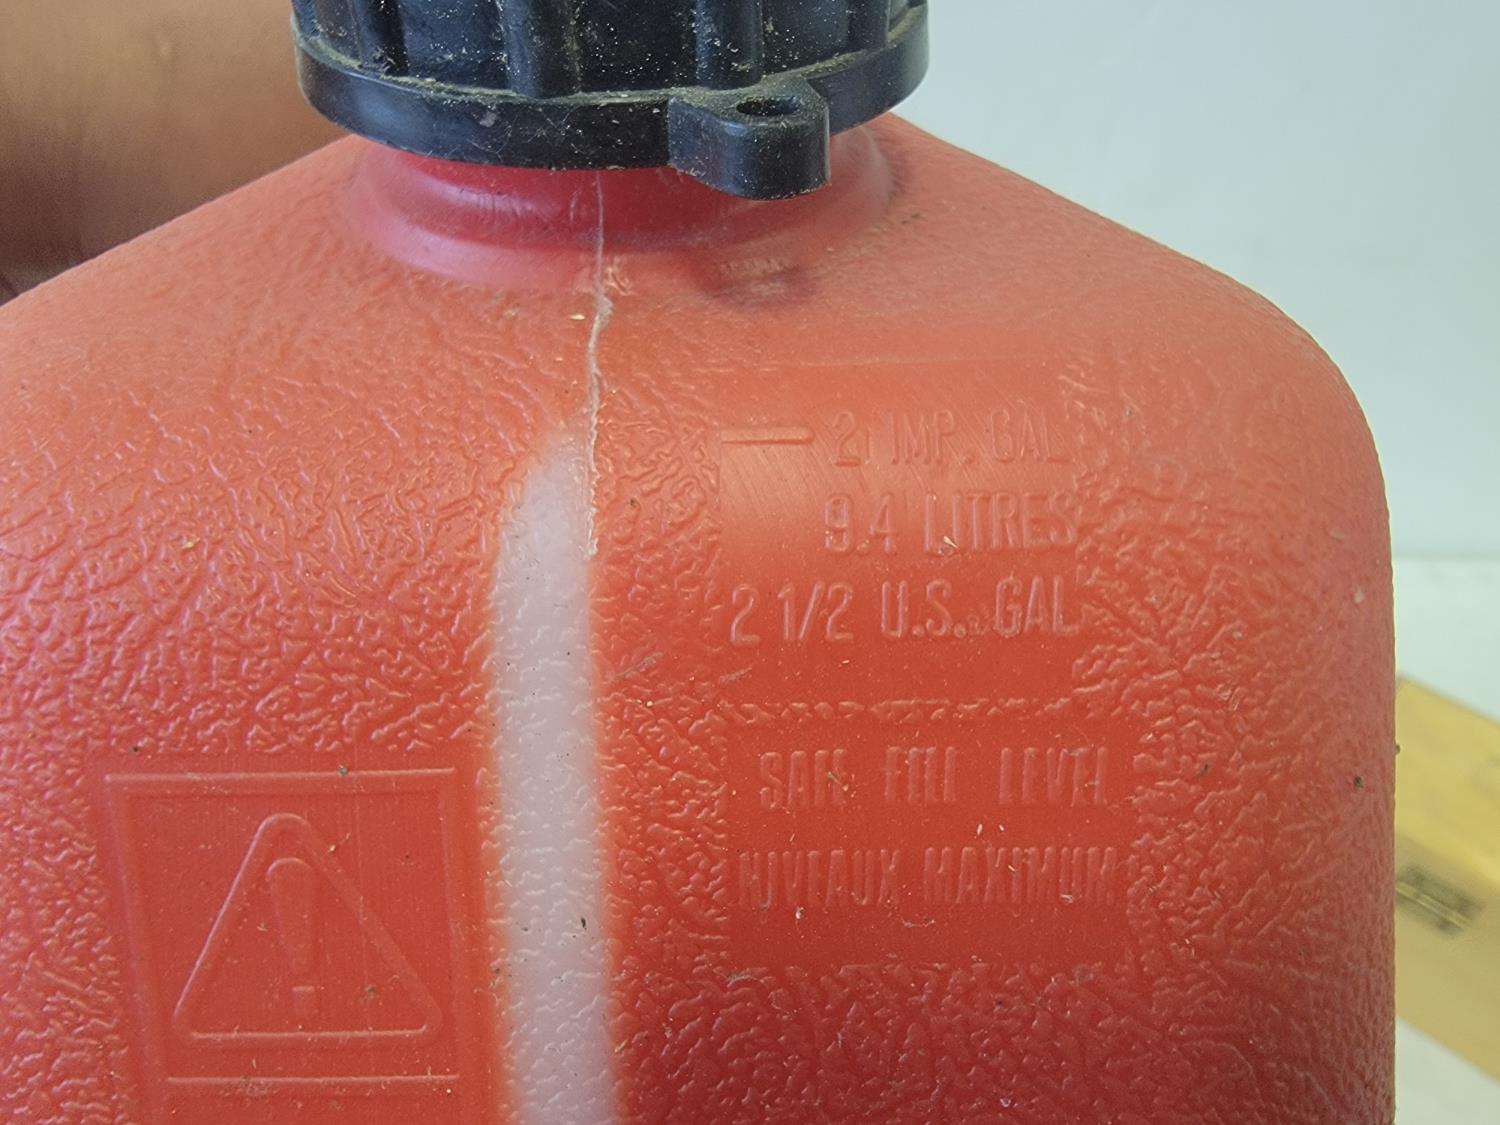 2 IMP. GAL
9.4 LITRES
2 1/2 U.S. GAL
SAFE FILL LEVEL
NIVEAUX MAXIMUM